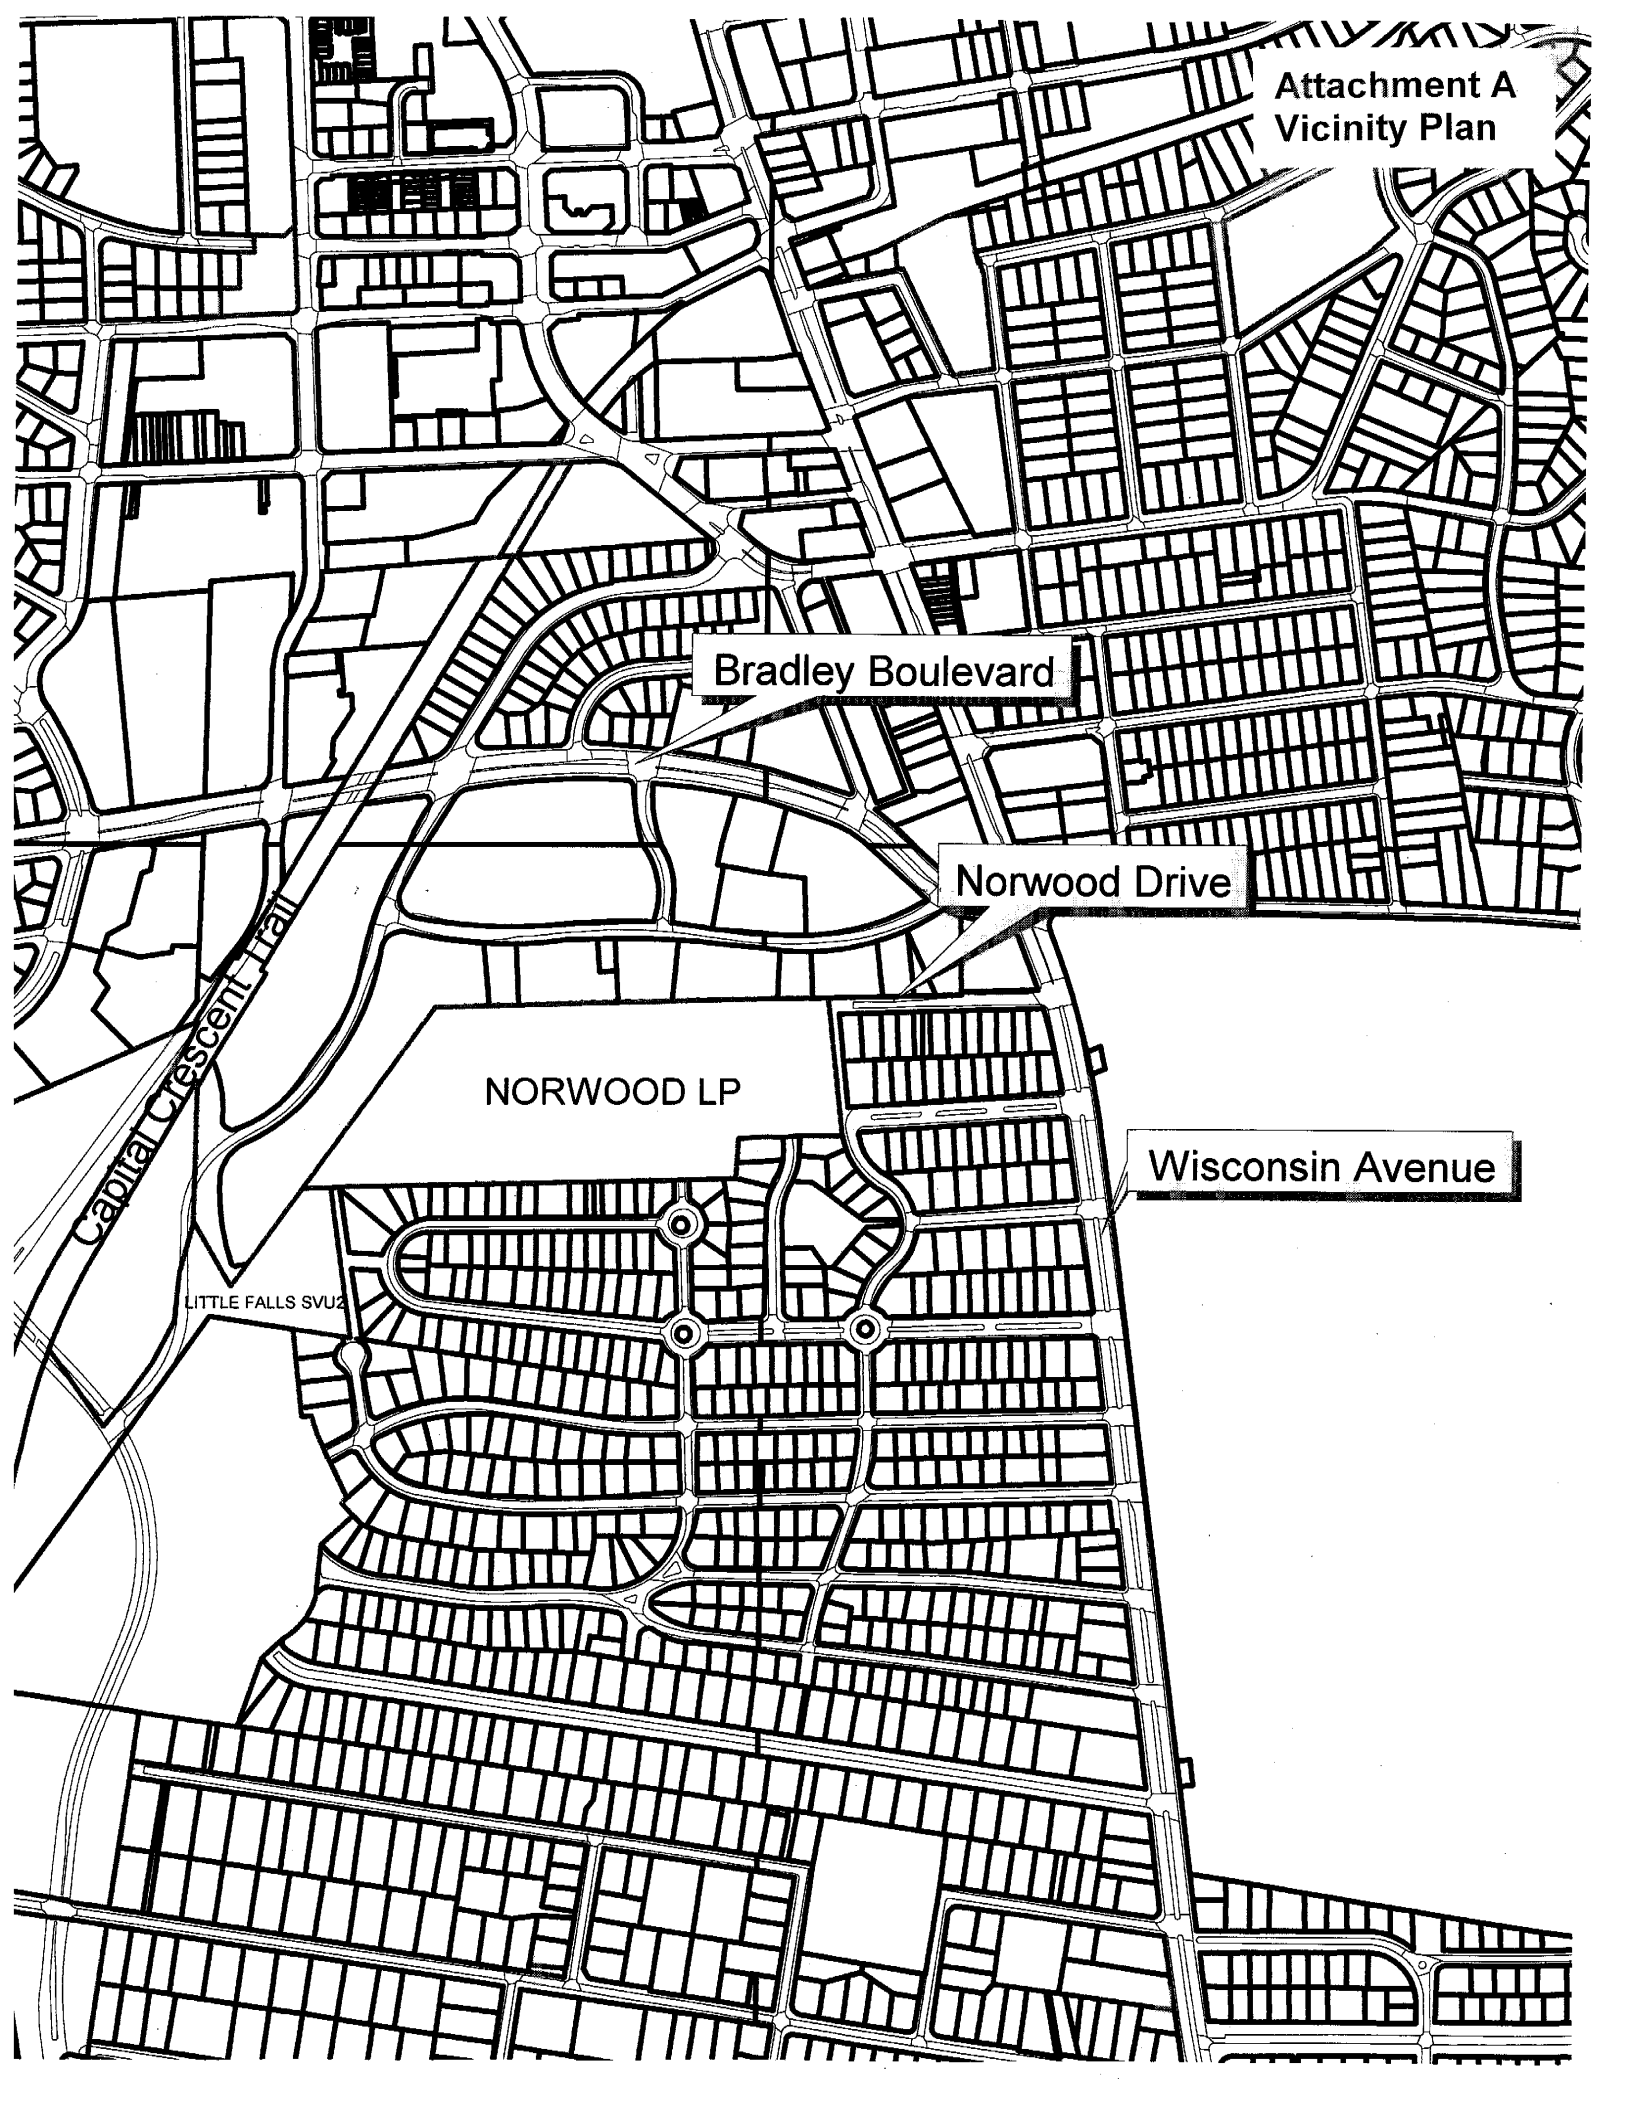 Attachment A
Vicinity Plan
Bradley Boulevard
Norwood Drive
Capital Crescent Trail
NORWOOD LP
Wisconsin Avenue
LITTLE FALLS SVU2